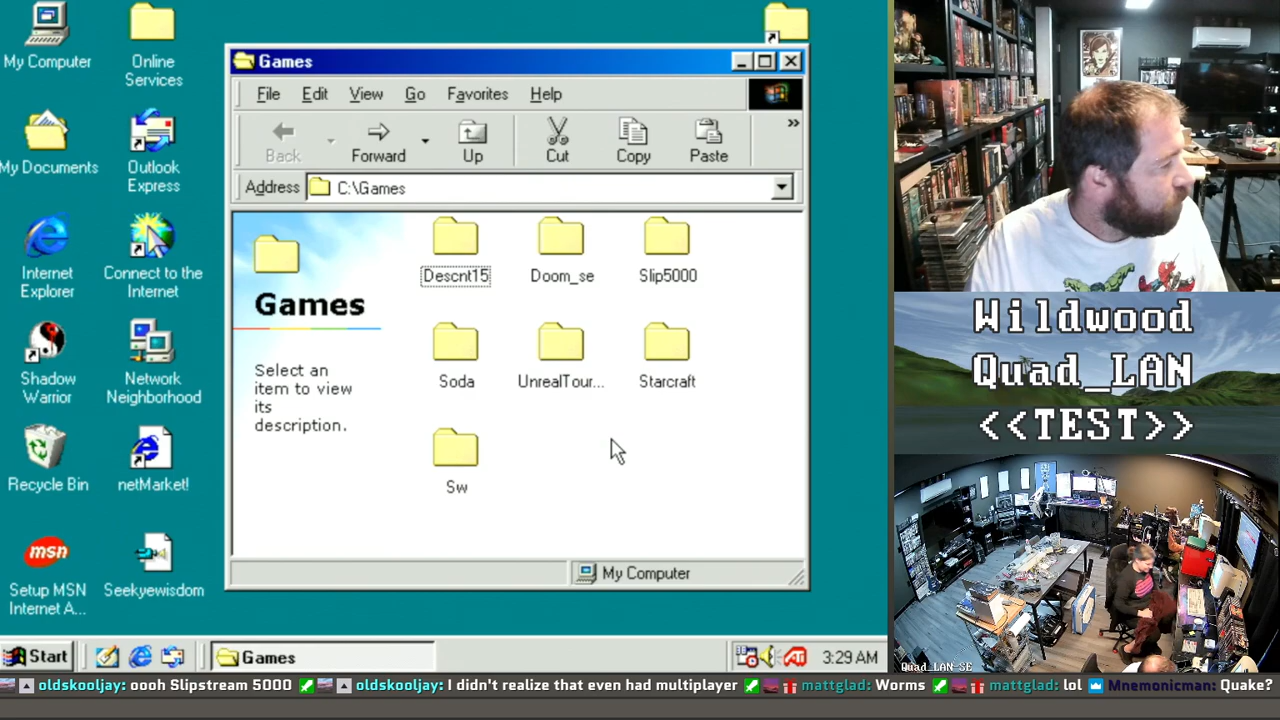 My Computer
Online
Services
My Documents
Outlook
Express
Internet
Explorer
Connect to the
Internet
Shadow
Warrior
Network
Neighborhood
Recycle Bin
netMarket!
msn
Setup MSN
Internet A...
Seekyewisdom
Games
File Edit View Go Favorites Help
Back Forward Up Cut Copy Paste
Address C:\Games
Games
Select an
item to view
its
description.
Descnt15 Doom_se Slip5000
Soda UnrealTour... Starcraft
Sw
My Computer
Start Games ATI 3:29 AM
Wildwood
Quad_LAN
<<TEST>>
Quad_LAN-SE
oldskooljay: oooh Slipstream 5000 oldskooljay: I didn't realize that even had multiplayer mattglad: Worms mattglad: lol Mnemonicman: Quake?